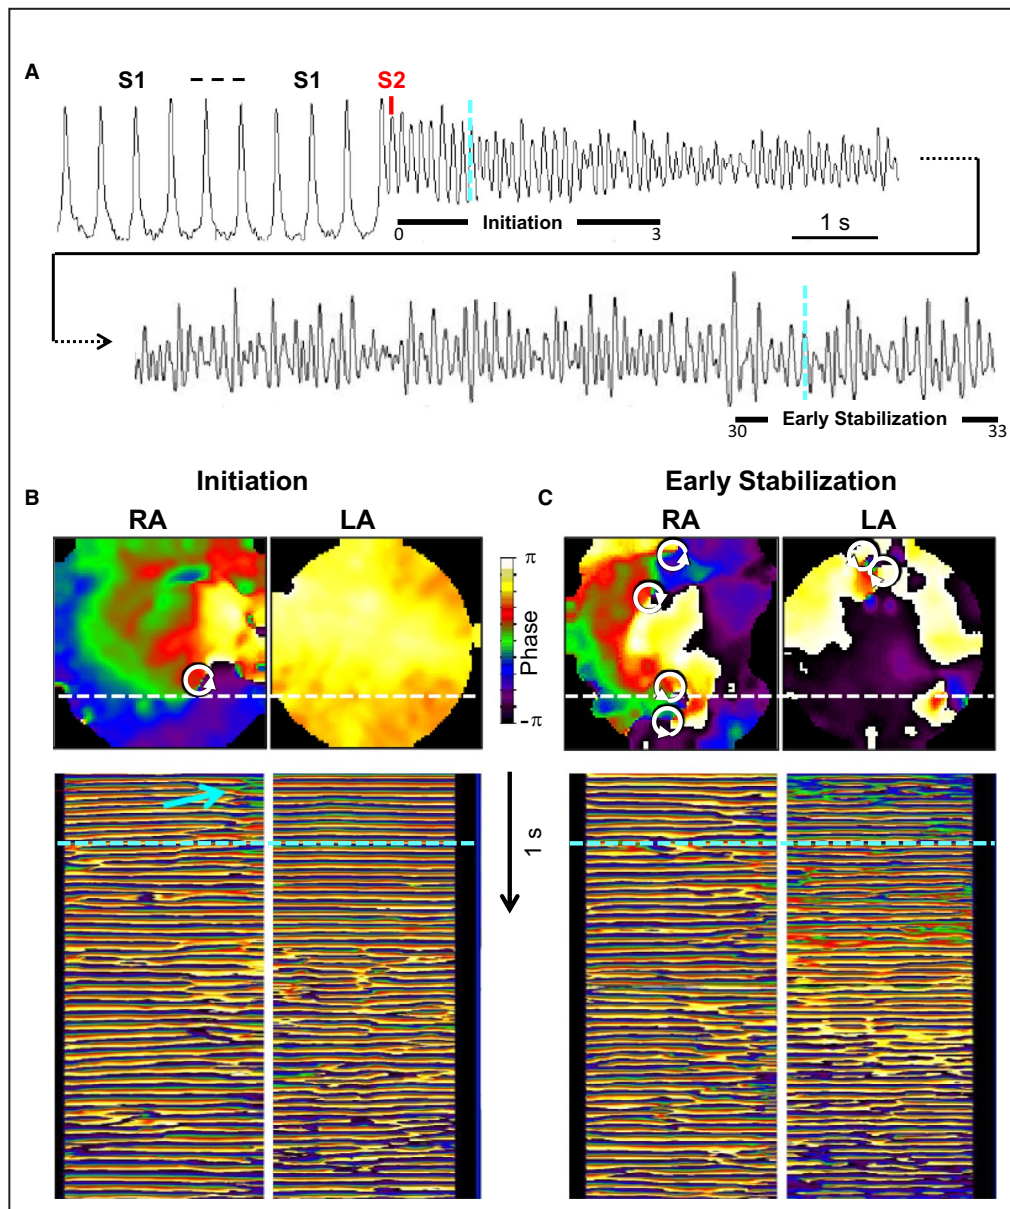 A
S1 – – – S1 S2
Initiation
0 3 1 s
Early Stabilization
30 33
Initiation
B
RA LA
π
Phase
-π
Early Stabilization
C
RA LA
1 s